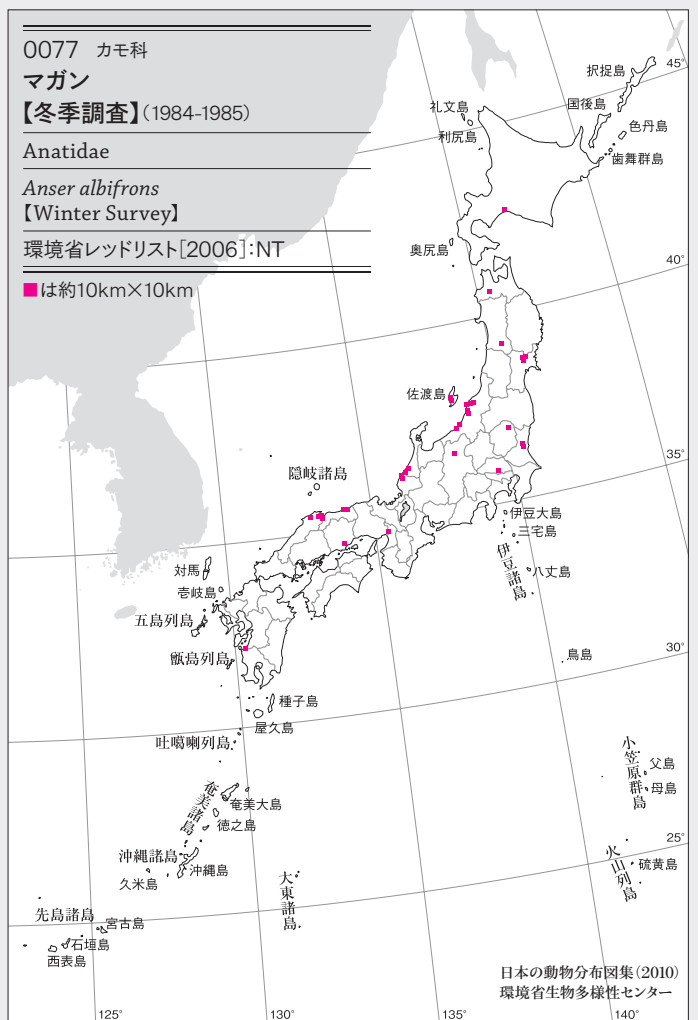 0077 カモ科
マガン
【冬季調査】(1984-1985)
Anatidae
Anser albifrons
【Winter Survey】
環境省レッドリスト[2006]:NT
■は約10km×10km
択捉島
45°
礼文島
国後島
利尻島
色丹島
歯舞群島
奥尻島
40°
佐渡島
35°
隠岐諸島
伊豆大島
三宅島
伊豆諸島
八丈島
対馬
壱岐島
五島列島
甑島列島
鳥島
30°
種子島
屋久島
吐噶喇列島
小笠原群島
父島
母島
奄美諸島
奄美大島
徳之島
25°
沖縄諸島
沖縄島
久米島
火山列島
硫黄島
大東諸島
先島諸島
宮古島
石垣島
西表島
日本の動物分布図集(2010)
環境省生物多様性センター
125°
130°
135°
140°